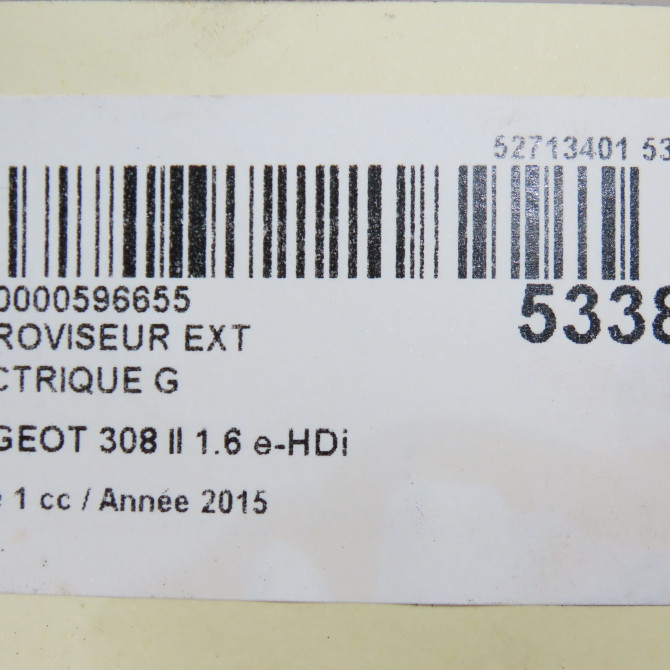 52713401 53
0000596655
5338
ROVISEUR EXT
CTRIQUE G
GEOT 308 II 1.6 e-HDi
e 1 cc / Année 2015